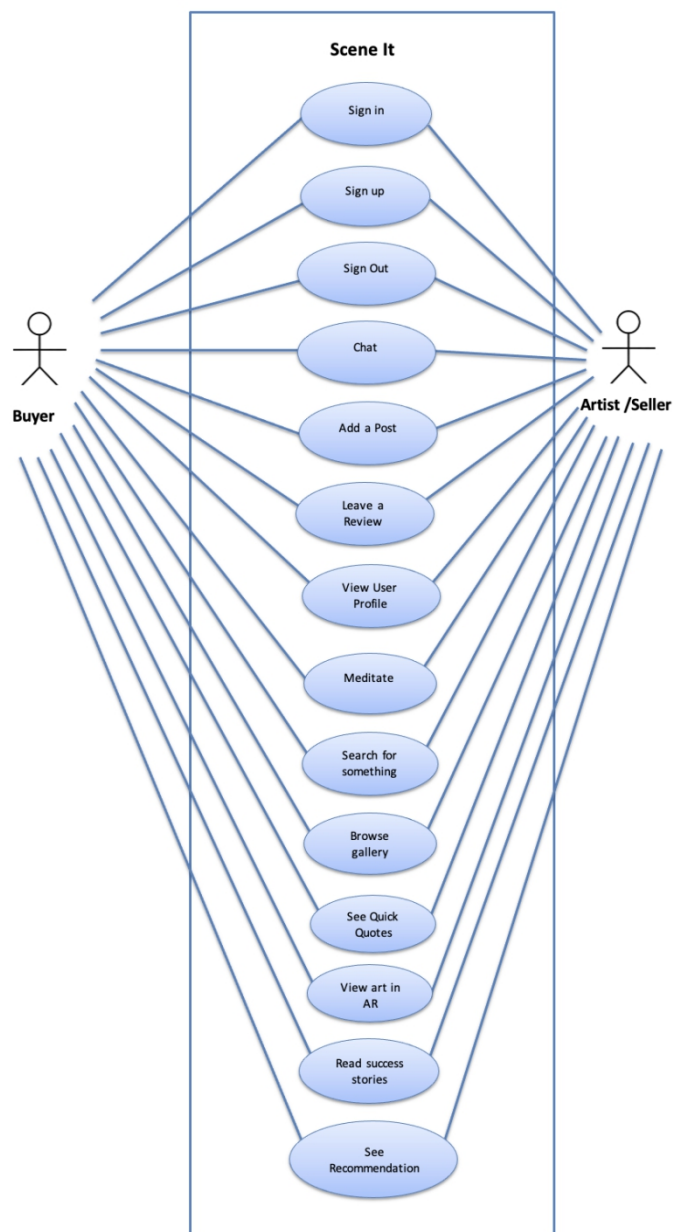 Scene It
Sign in
Sign up
Sign Out
Chat
Buyer
Artist /Seller
Add a Post
Leave a
Review
View User
Profile
Meditate
Search for
something
Browse
gallery
See Quick
Quotes
View art in
AR
Read success
stories
See
Recommendation